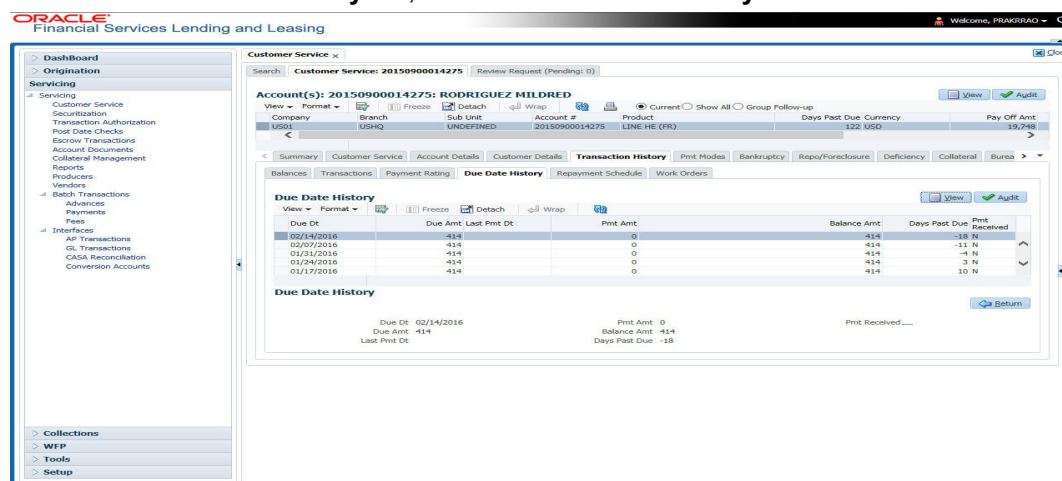 ORACLE
Financial Services Lending and Leasing
Welcome, PRAKRRAO
DashBoard
Origination
Servicing
Servicing
Customer Service
Securitization
Transaction Authorization
Post Date Checks
Escrow Transactions
Account Documents
Collateral Management
Reports
Producers
Vendors
Batch Transactions
Advances
Payments
Fees
Interfaces
AP Transactions
GL Transactions
CASA Reconciliation
Conversion Accounts
Collections
WFP
Tools
Setup
Customer Service
Search Customer Service: 20150900014275 Review Request (Pending: 0)
Account(s): 20150900014275: RODRIGUEZ MILDRED View Audit
View Format Freeze Detach Wrap Current Show All Group Follow-up
Company Branch Sub Unit Account # Product Days Past Due Currency Pay Off Amt
US01 USHQ UNDEFINED 20150900014275 LINE HE (FR) 122 USD 19,748
Summary Customer Service Account Details Customer Details Transaction History Pmt Modes Bankruptcy Repo/Foreclosure Deficiency Collateral Burea
Balances Transactions Payment Rating Due Date History Repayment Schedule Work Orders
Due Date History View Audit
View Format Freeze Detach Wrap
Due Dt Due Amt Last Pmt Dt Pmt Amt Balance Amt Days Past Due Pmt Received
02/14/2016 414 0 414 -18 N
02/07/2016 414 0 414 -11 N
01/31/2016 414 0 414 -4 N
01/24/2016 414 0 414 3 N
01/17/2016 414 0 414 10 N
Due Date History
Return
Due Dt 02/14/2016 Pmt Amt 0 Pmt Received
Due Amt 414 Balance Amt 414
Last Pmt Dt Days Past Due -18